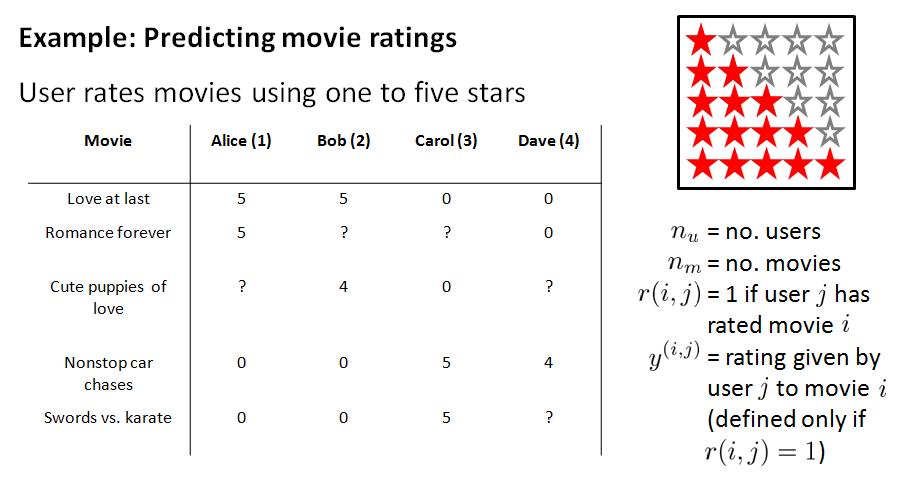 Example: Predicting movie ratings
User rates movies using one to five stars
Movie Alice (1) Bob (2) Carol (3) Dave (4)
Love at last 5 5 0 0
Romance forever 5 ? ? 0
Cute puppies of
love ? 4 0 ?
Nonstop car
chases 0 0 5 4
Swords vs. karate 0 0 5 ?
n_u = no. users
n_m = no. movies
r(i, j) = 1 if user j has
rated movie i
y^{(i,j)} = rating given by
user j to movie i
(defined only if
r(i, j) = 1)